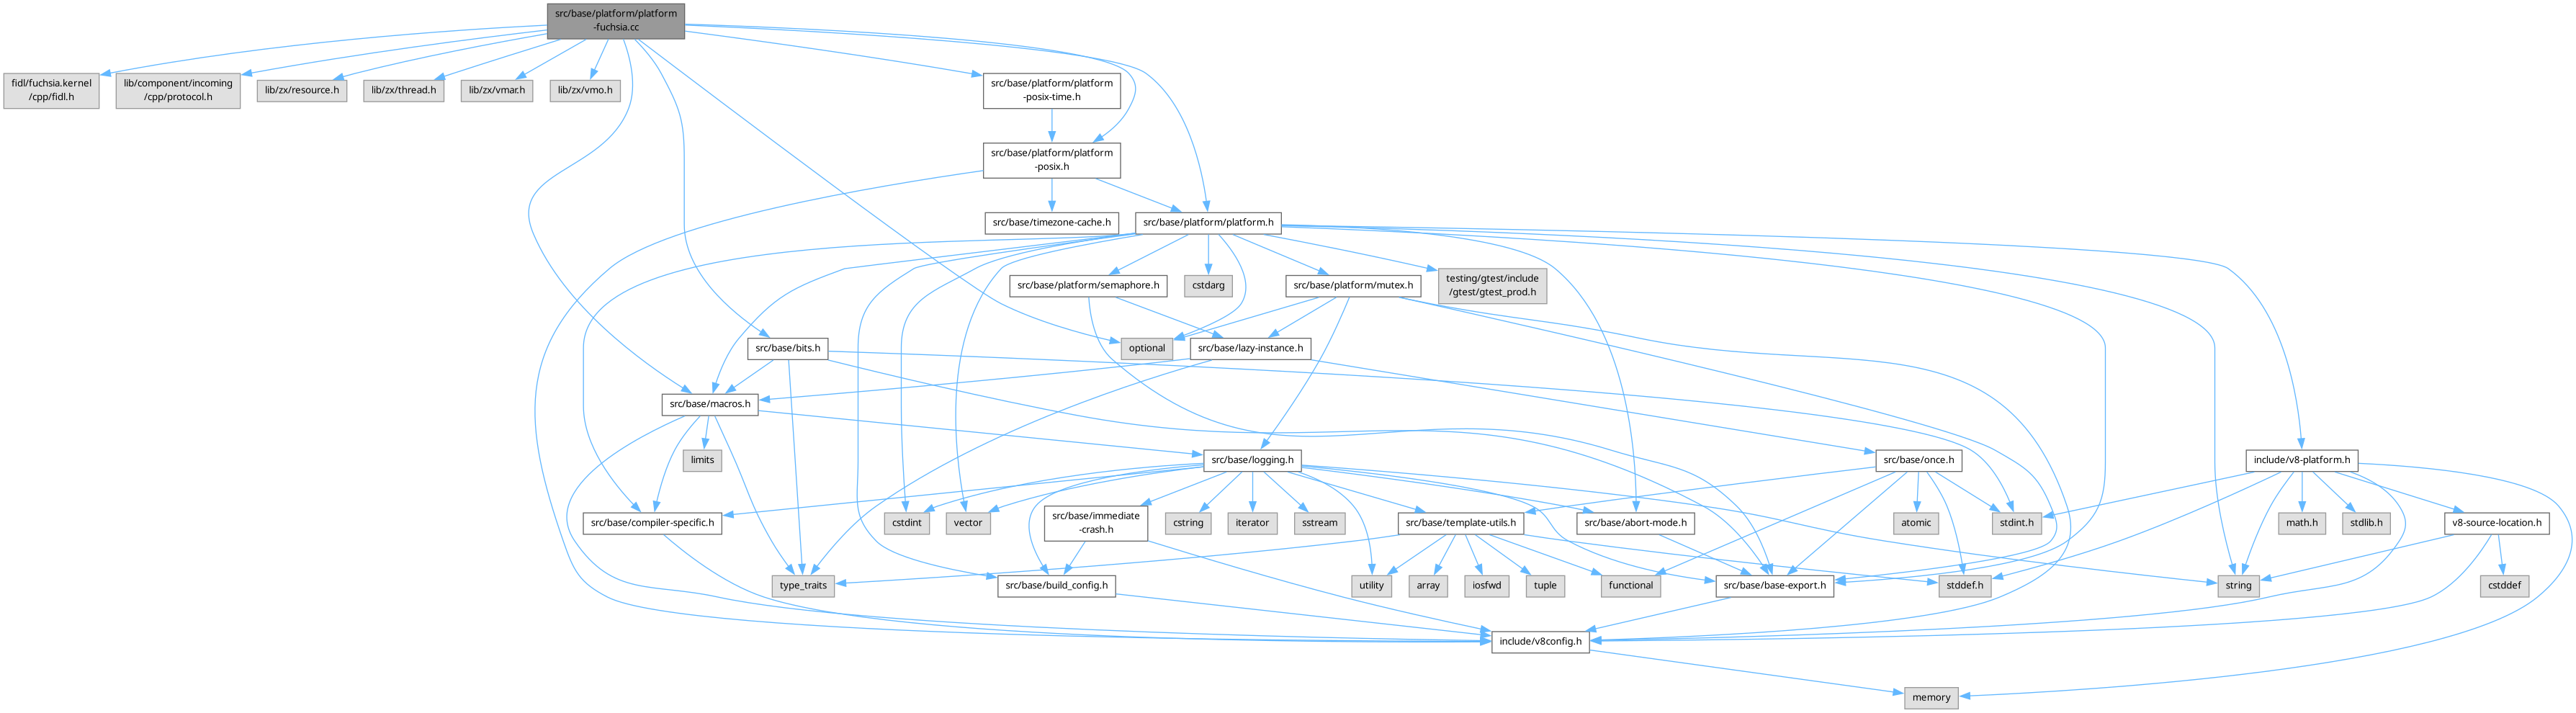 src/base/platform/platform
-fuchsia.cc
fidl/fuchsia.kernel
/cpp/fidl.h
lib/component/incoming
/cpp/protocol.h
lib/zx/resource.h
lib/zx/thread.h
lib/zx/vmar.h
lib/zx/vmo.h
src/base/platform/platform
-posix-time.h
src/base/platform/platform
-posix.h
src/base/timezone-cache.h
src/base/platform/platform.h
src/base/platform/semaphore.h
cstdarg
src/base/platform/mutex.h
testing/gtest/include
/gtest/gtest_prod.h
src/base/bits.h
optional
src/base/lazy-instance.h
src/base/macros.h
limits
src/base/logging.h
src/base/once.h
include/v8-platform.h
src/base/compiler-specific.h
cstdint
vector
src/base/immediate
-crash.h
cstring
iterator
sstream
src/base/template-utils.h
src/base/abort-mode.h
atomic
stdint.h
math.h
stdlib.h
v8-source-location.h
type_traits
src/base/build_config.h
utility
array
iosfwd
tuple
functional
src/base/base-export.h
stddef.h
string
cstddef
include/v8config.h
memory